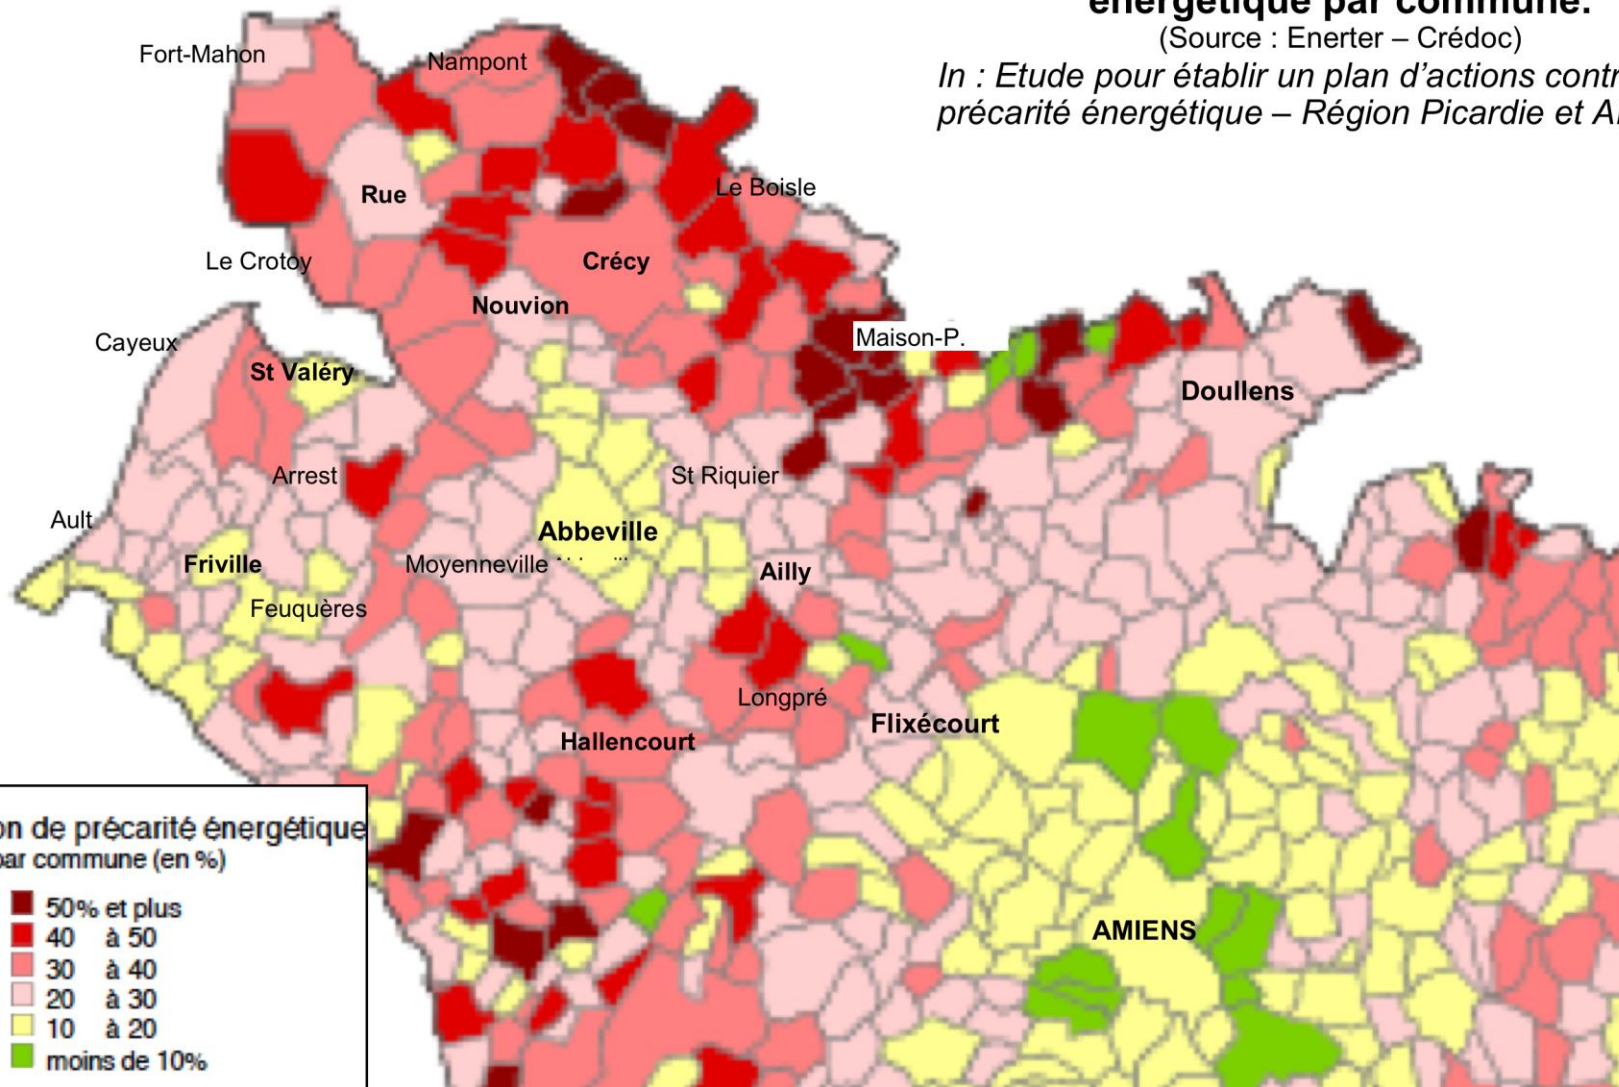 énergétique par commune.
(Source : Enerter – Crédoc)
In : Etude pour établir un plan d’actions contr
précarité énergétique – Région Picardie et A
Fort-Mahon
Nampont
Rue
Le Boisle
Le Crotoy
Crécy
Nouvion
Cayeux
Maison-P.
St Valéry
Doullens
Arrest
St Riquier
Ault
Abbeville
Friville
Moyenneville
Ailly
Feuquères
Longpré
Flixécourt
Hallencourt
AMIENS
on de précarité énergétique
par commune (en %)
50% et plus
40 à 50
30 à 40
20 à 30
10 à 20
moins de 10%